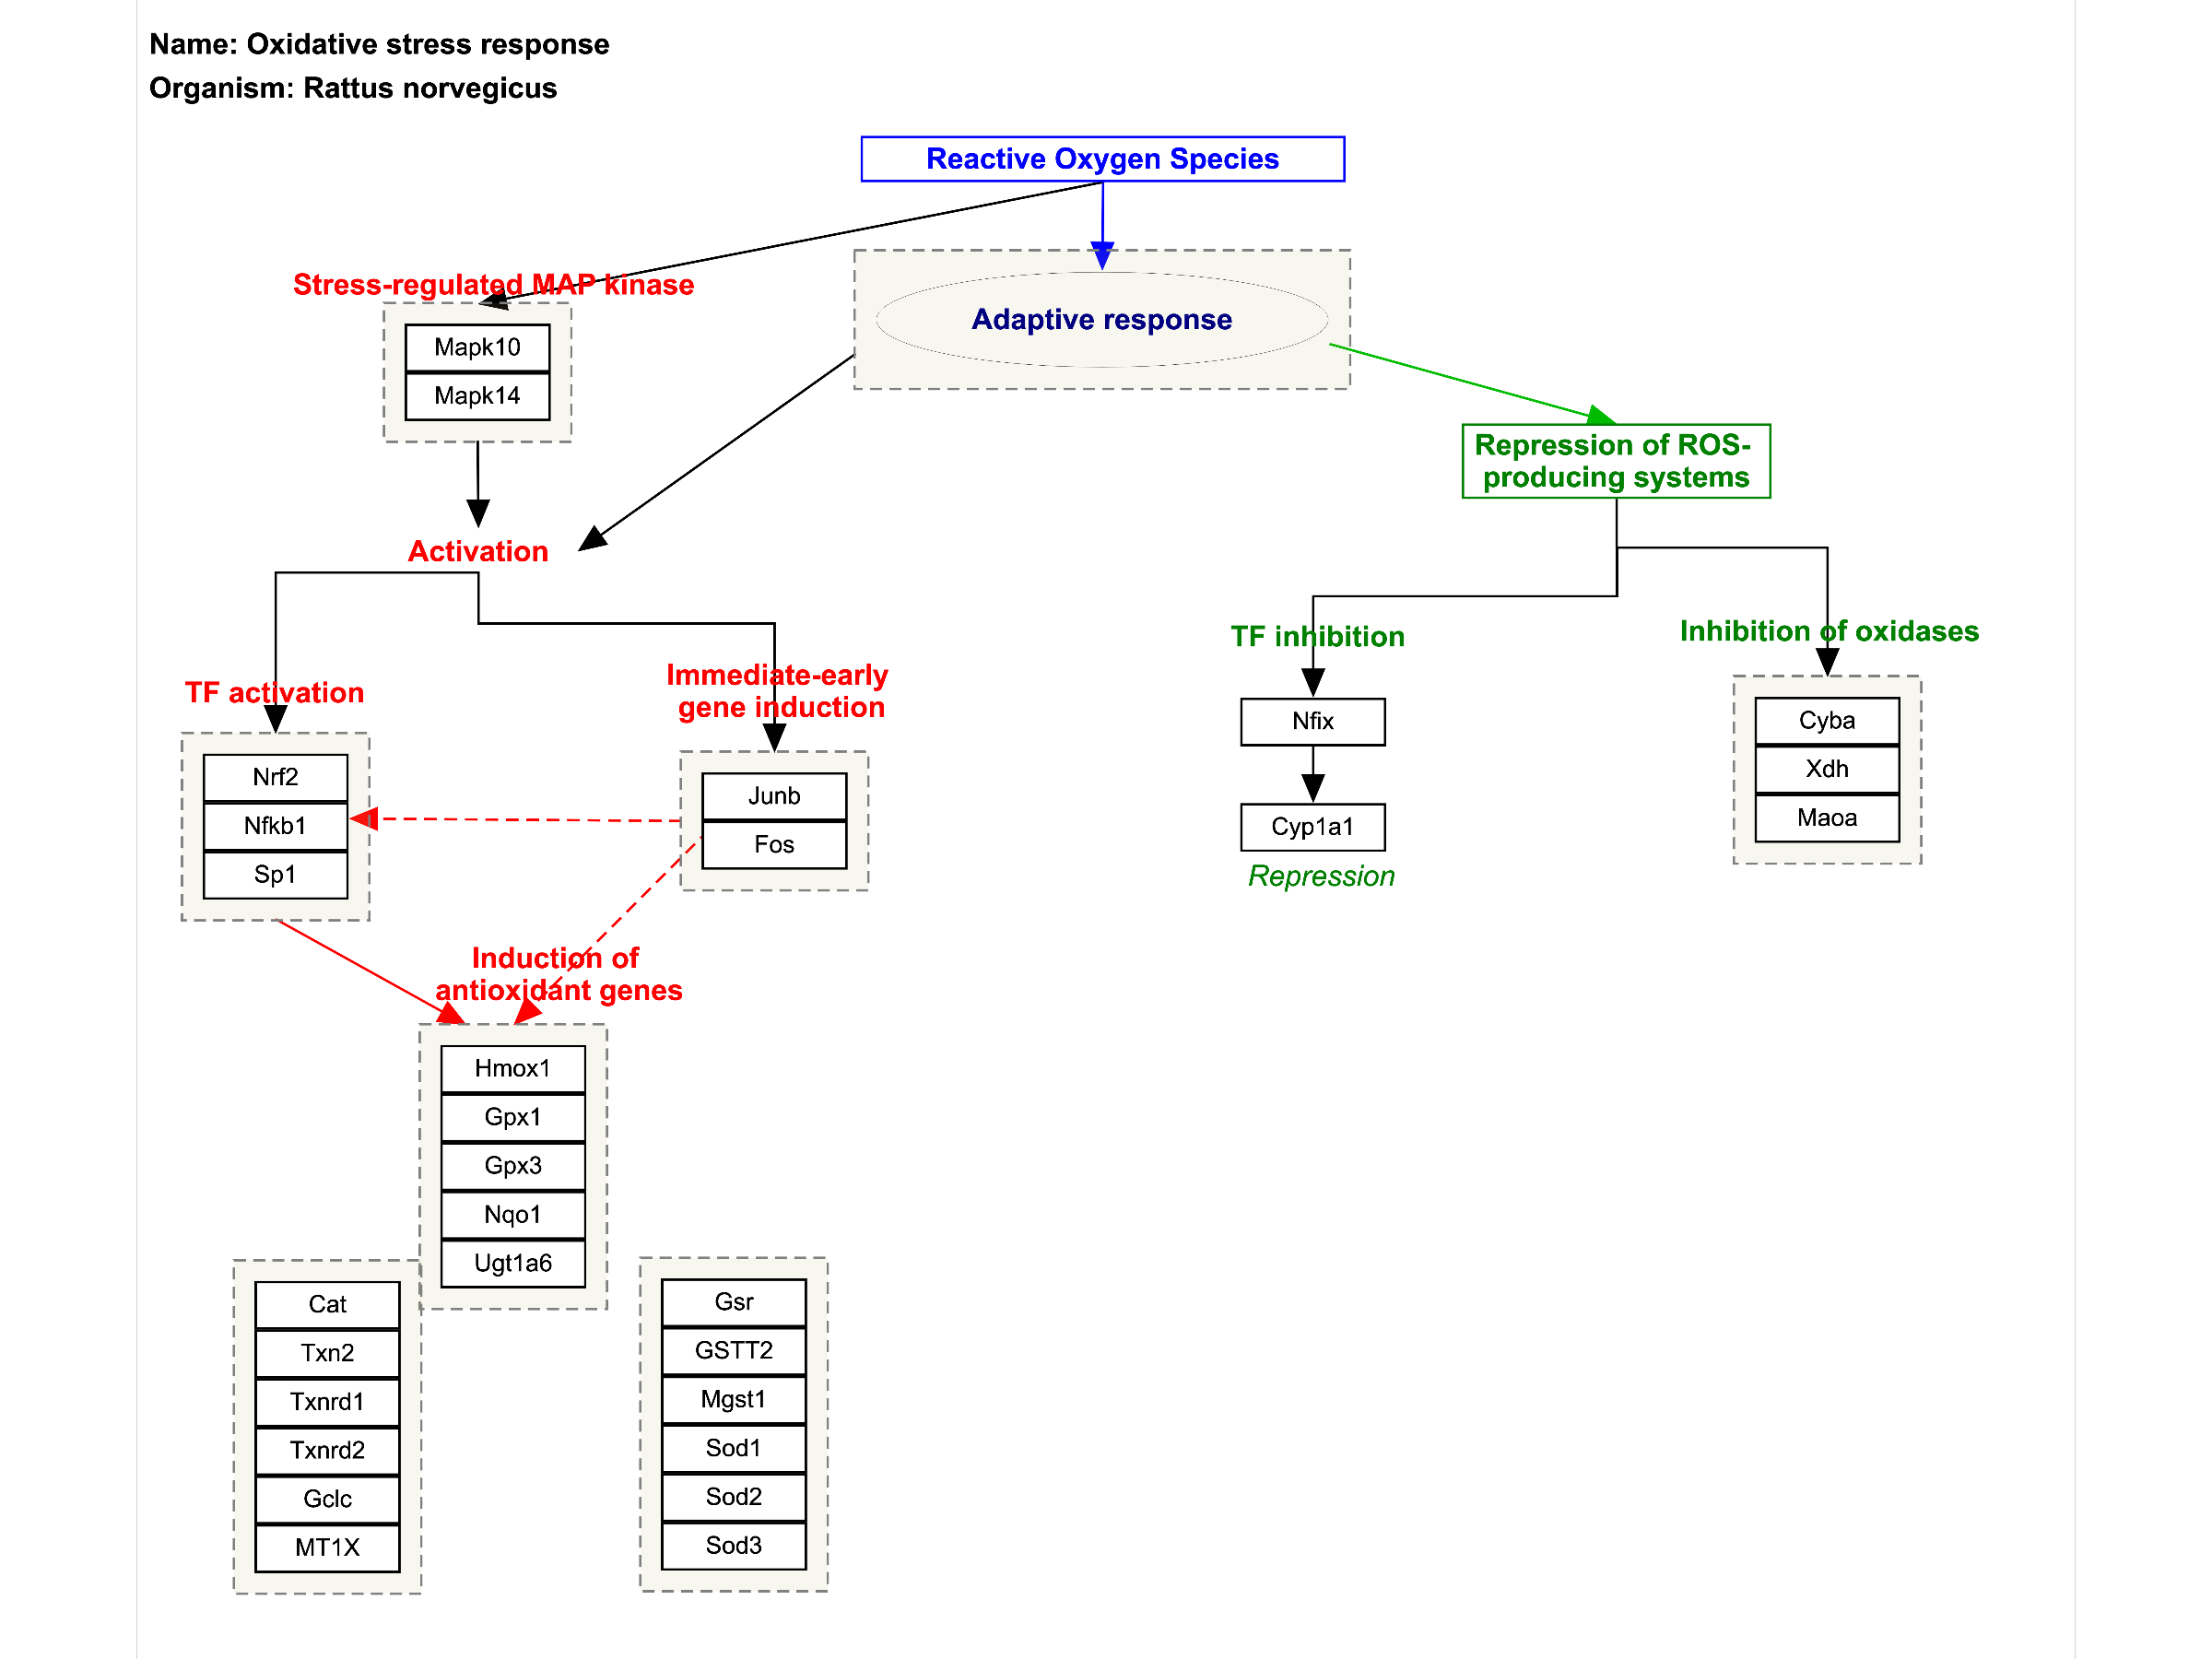 Name: Oxidative stress response
Organism: Rattus norvegicus
Reactive Oxygen Species
Stress-regulated MAP kinase
Adaptive response
Mapk10
Mapk14
Repression of ROS-
producing systems
Activation
TF inhibition
Inhibition of oxidases
TF activation
Immediate-early
gene induction
Nfix
Cyp1a1
Repression
Cyba
Xdh
Maoa
Nrf2
Nfkb1
Sp1
Junb
Fos
Induction of
antioxidant genes
Hmox1
Gpx1
Gpx3
Nqo1
Ugt1a6
Cat
Txn2
Txnrd1
Txnrd2
Gclc
MT1X
Gsr
GSTT2
Mgst1
Sod1
Sod2
Sod3